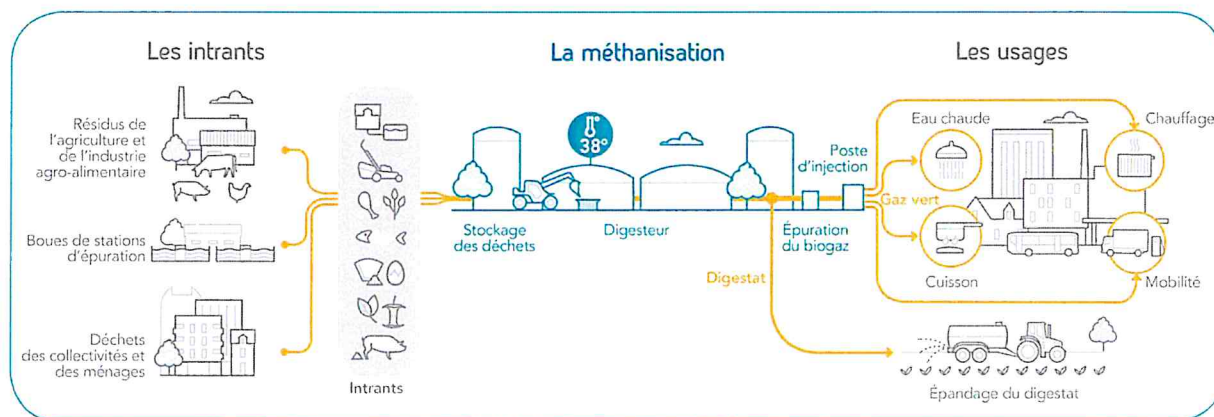 Les intrants
Résidus de
l'agriculture et
de l'industrie
agro-alimentaire
Boues de stations
d'épuration
Déchets
des collectivités et
des ménages
Intrants
La méthanisation
38°
Stockage
des déchets
Digesteur
Poste
d'injection
Épuration
du biogaz
Digestat
Les usages
Eau chaude
Chauffage
Gaz vert
Cuisson
Mobilité
Épandage du digestat